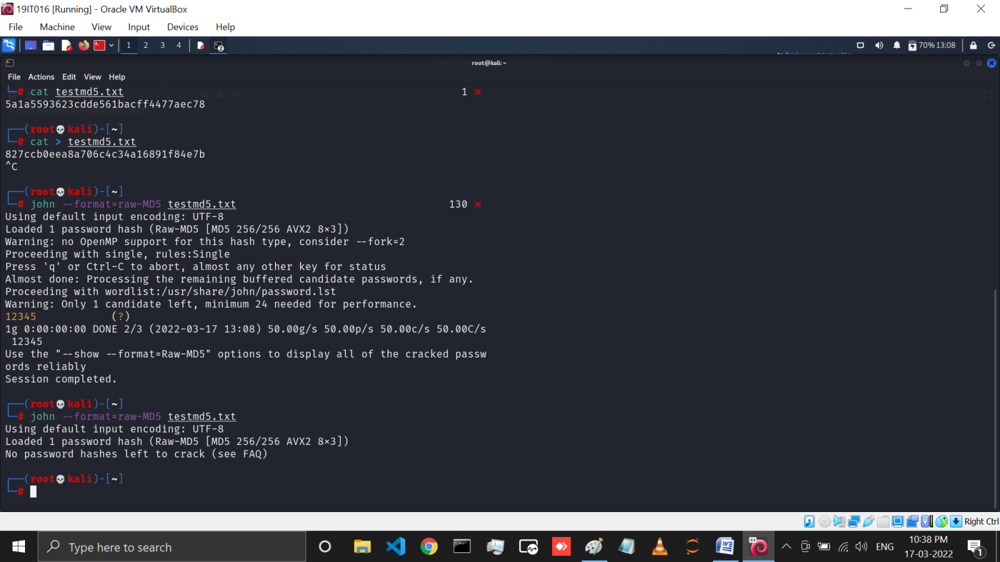 19IT016 [Running] - Oracle VM VirtualBox
File Machine View Input Devices Help
1 2 3 4 2 70% 13:08
root@kali: ~
File Actions Edit View Help
└─# cat testmd5.txt 1 ⨯
5a1a5593623cdde561bacff4477aec78
┌──(root💀kali)-[~]
└─# cat > testmd5.txt
827ccb0eea8a706c4c34a16891f84e7b
^C
┌──(root💀kali)-[~]
└─# john --format=raw-MD5 testmd5.txt 130 ⨯
Using default input encoding: UTF-8
Loaded 1 password hash (Raw-MD5 [MD5 256/256 AVX2 8×3])
Warning: no OpenMP support for this hash type, consider --fork=2
Proceeding with single, rules:Single
Press 'q' or Ctrl-C to abort, almost any other key for status
Almost done: Processing the remaining buffered candidate passwords, if any.
Proceeding with wordlist:/usr/share/john/password.lst
Warning: Only 1 candidate left, minimum 24 needed for performance.
12345 (?)
1g 0:00:00:00 DONE 2/3 (2022-03-17 13:08) 50.00g/s 50.00p/s 50.00c/s 50.00C/s
12345
Use the "--show --format=Raw-MD5" options to display all of the cracked passw
ords reliably
Session completed.
┌──(root💀kali)-[~]
└─# john --format=raw-MD5 testmd5.txt
Using default input encoding: UTF-8
Loaded 1 password hash (Raw-MD5 [MD5 256/256 AVX2 8×3])
No password hashes left to crack (see FAQ)
┌──(root💀kali)-[~]
└─#
Right Ctrl
Type here to search
64
ENG
10:38 PM
17-03-2022
1